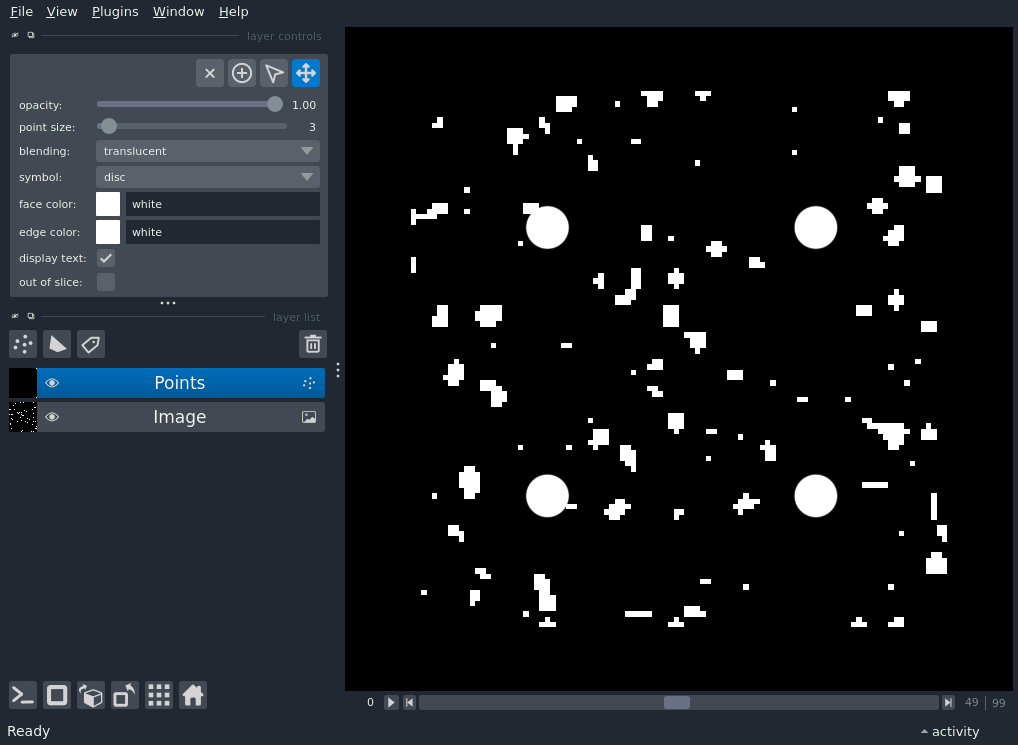 File View Plugins Window Help
layer controls
opacity: 1.00
point size: 3
blending: translucent
symbol: disc
face color: white
edge color: white
display text:
out of slice:
layer list
Points
Image
0 49 | 99
Ready activity